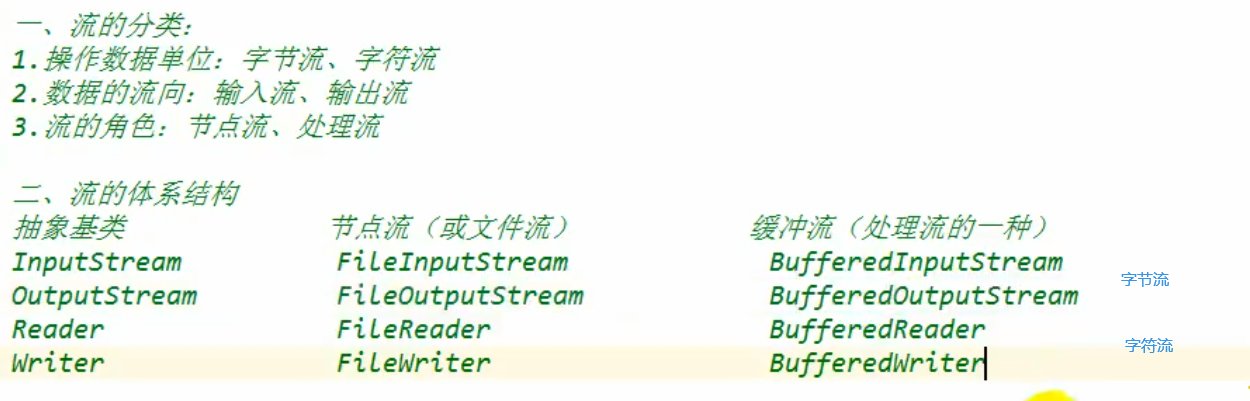 一、流的分类：
1.操作数据单位：字节流、字符流
2.数据的流向：输入流、输出流
3.流的角色：节点流、处理流
二、流的体系结构
抽象基类 节点流（或文件流） 缓冲流（处理流的一种）
InputStream FileInputStream BufferedInputStream
字节流
OutputStream FileOutputStream BufferedOutputStream
Reader FileReader BufferedReader
字符流
Writer FileWriter BufferedWriter